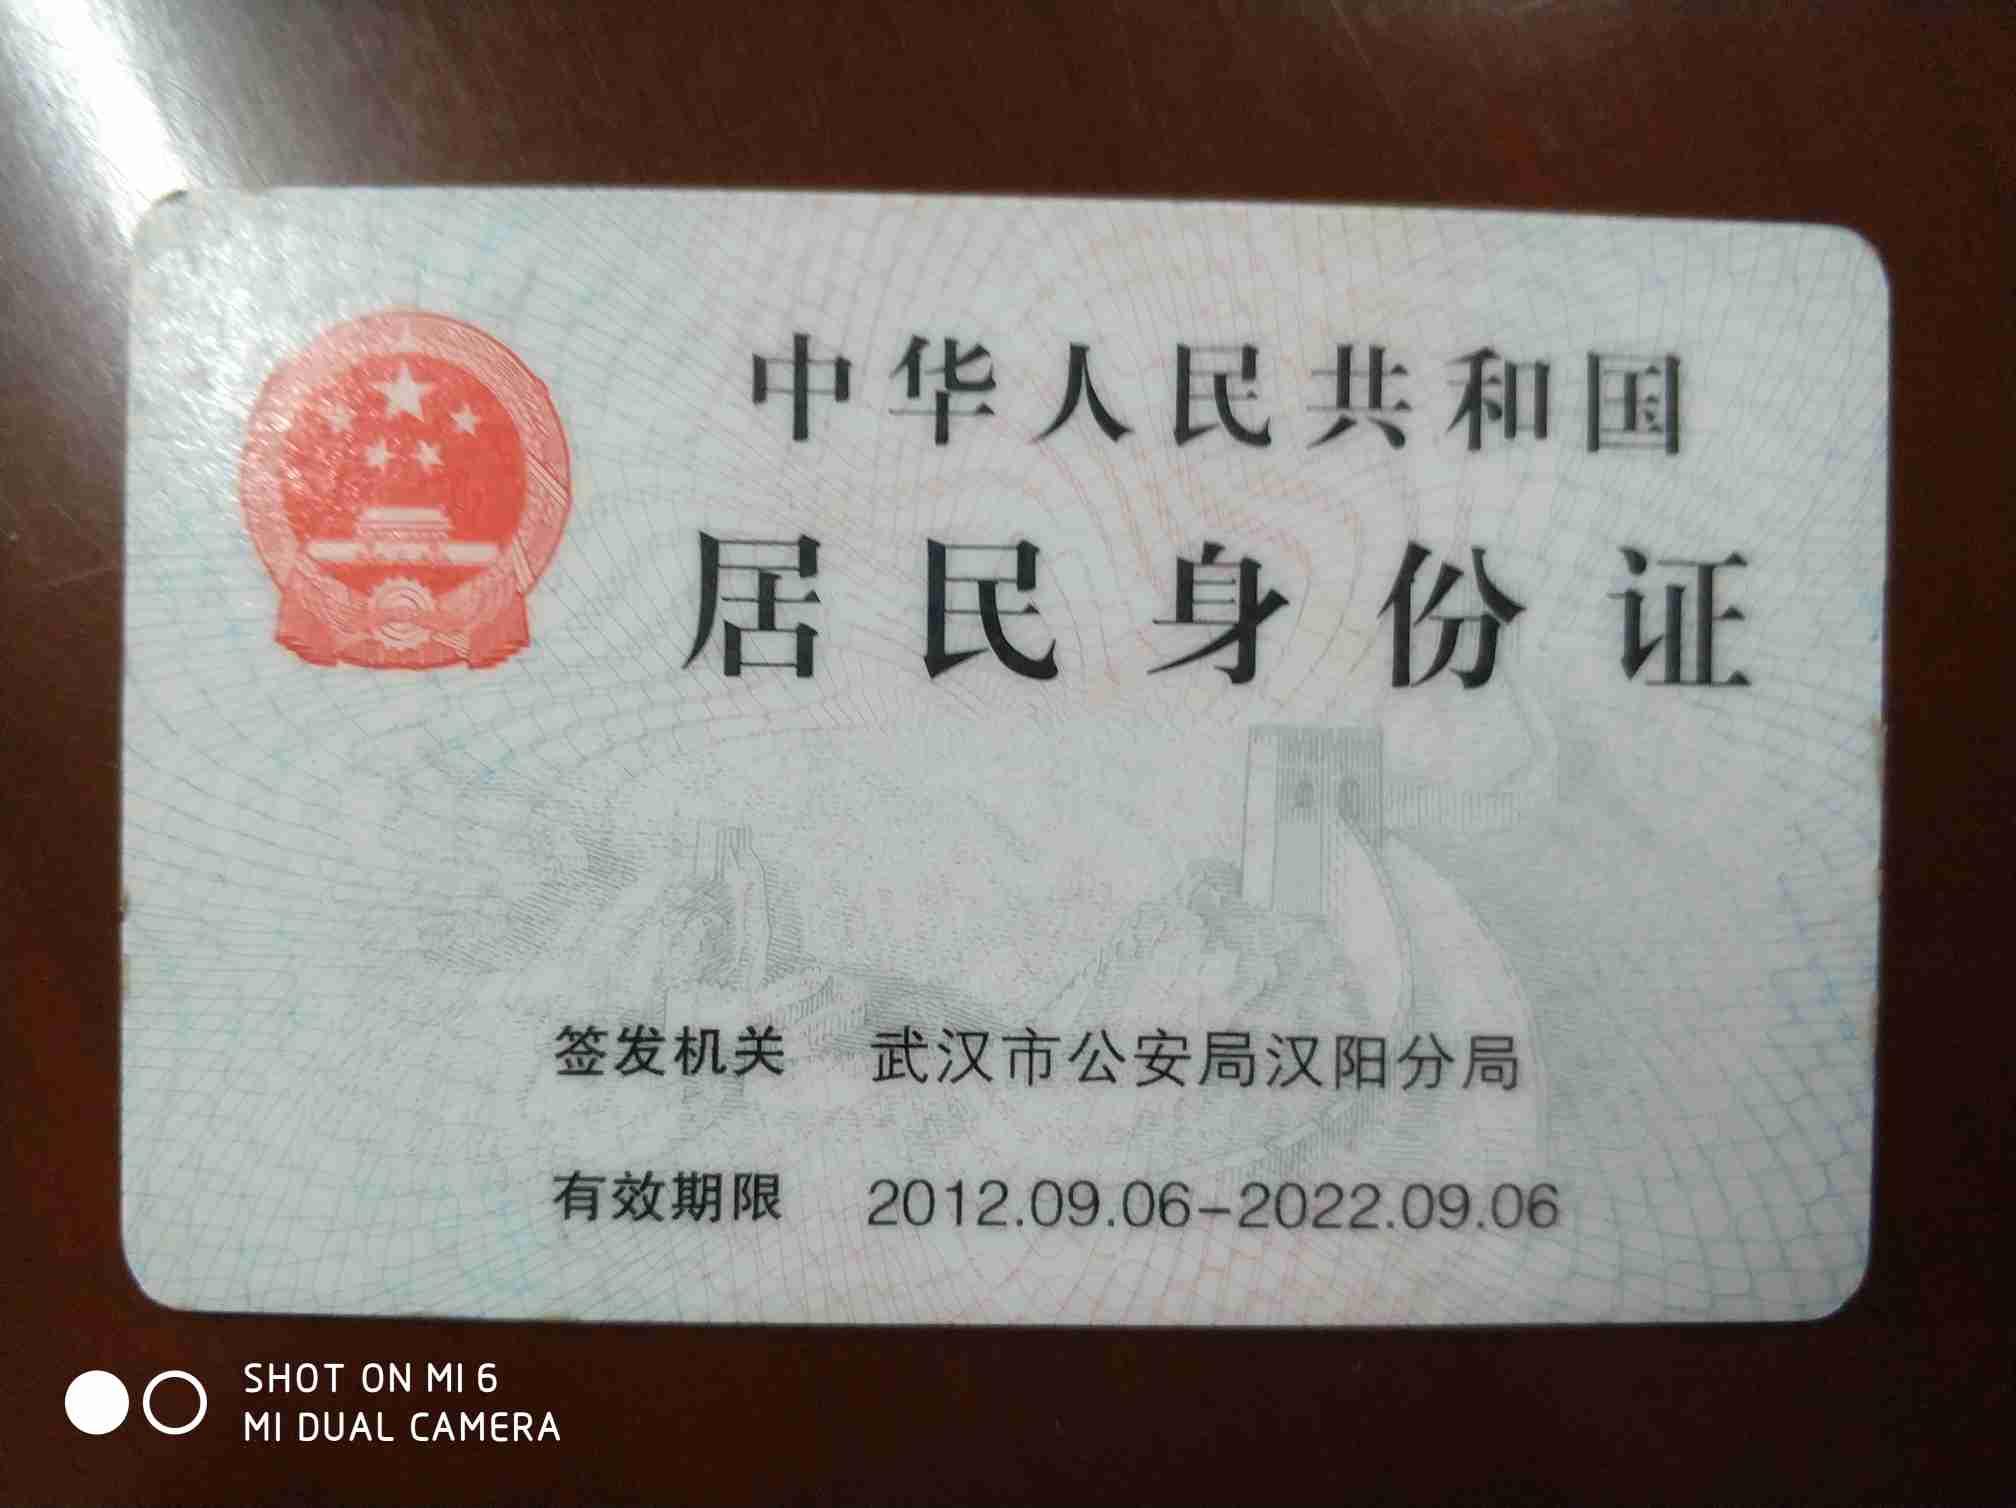 中华人民共和国
居民身份证
签发机关 武汉市公安局汉阳分局
有效期限 2012.09.06-2022.09.06
SHOT ON MI 6
MI DUAL CAMERA